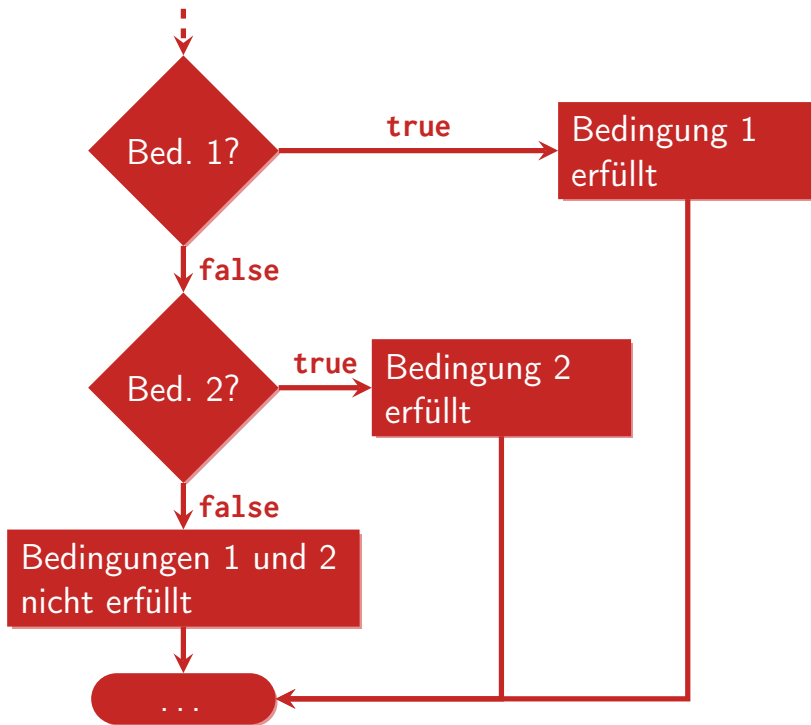 Bed. 1?
true
Bedingung 1
erfüllt
false
Bed. 2?
true
Bedingung 2
erfüllt
false
Bedingungen 1 und 2
nicht erfüllt
...